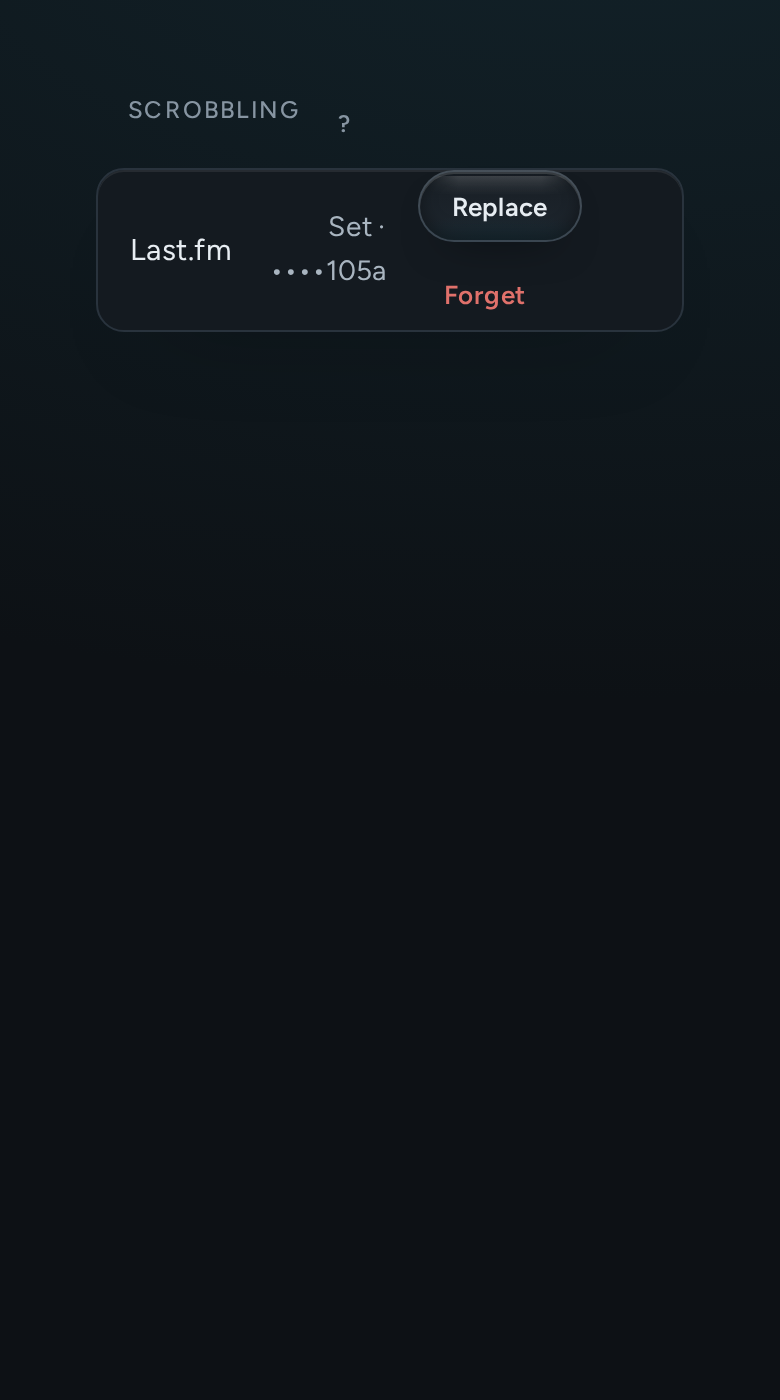 SCROBBLING ?
Last.fm
Set ·
••••105a
Replace
Forget